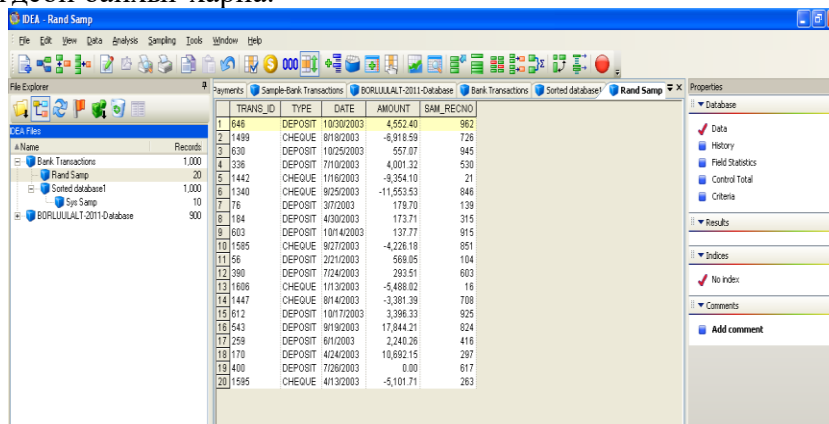 IDEA - Rand Samp
File Edit View Data Analysis Sampling Tools Window Help
File Explorer
IDEA Files
Name Records
Bank Transactions 1,000
Rand Samp 20
Sorted database1 1,000
Sys Samp 10
BORLUULALT-2011-Database 900
Payments Sample-Bank Transactions BORLUULALT-2011-Database Bank Transactions Sorted database1 Rand Samp
TRANS_ID TYPE DATE AMOUNT SAM_RECNO
1 646 DEPOSIT 10/30/2003 4,552.40 962
2 1499 CHEQUE 8/18/2003 -6,918.59 726
3 630 DEPOSIT 10/25/2003 557.07 945
4 336 DEPOSIT 7/10/2003 4,001.32 530
5 1442 CHEQUE 1/16/2003 -9,354.10 21
6 1340 CHEQUE 9/25/2003 -11,553.53 846
7 76 DEPOSIT 3/7/2003 179.70 139
8 184 DEPOSIT 4/30/2003 173.71 315
9 603 DEPOSIT 10/14/2003 137.77 915
10 1585 CHEQUE 9/27/2003 -4,226.18 851
11 56 DEPOSIT 2/21/2003 569.05 104
12 390 DEPOSIT 7/24/2003 293.51 603
13 1606 CHEQUE 1/13/2003 -5,488.02 16
14 1447 CHEQUE 8/14/2003 -3,381.39 708
15 612 DEPOSIT 10/17/2003 3,396.33 925
16 543 DEPOSIT 9/19/2003 17,844.21 824
17 259 DEPOSIT 6/1/2003 2,240.26 416
18 170 DEPOSIT 4/24/2003 10,692.15 297
19 400 DEPOSIT 7/26/2003 0.00 617
20 1595 CHEQUE 4/13/2003 -5,101.71 263
Properties
Database
Data
History
Field Statistics
Control Total
Criteria
Results
Indices
No index
Comments
Add comment